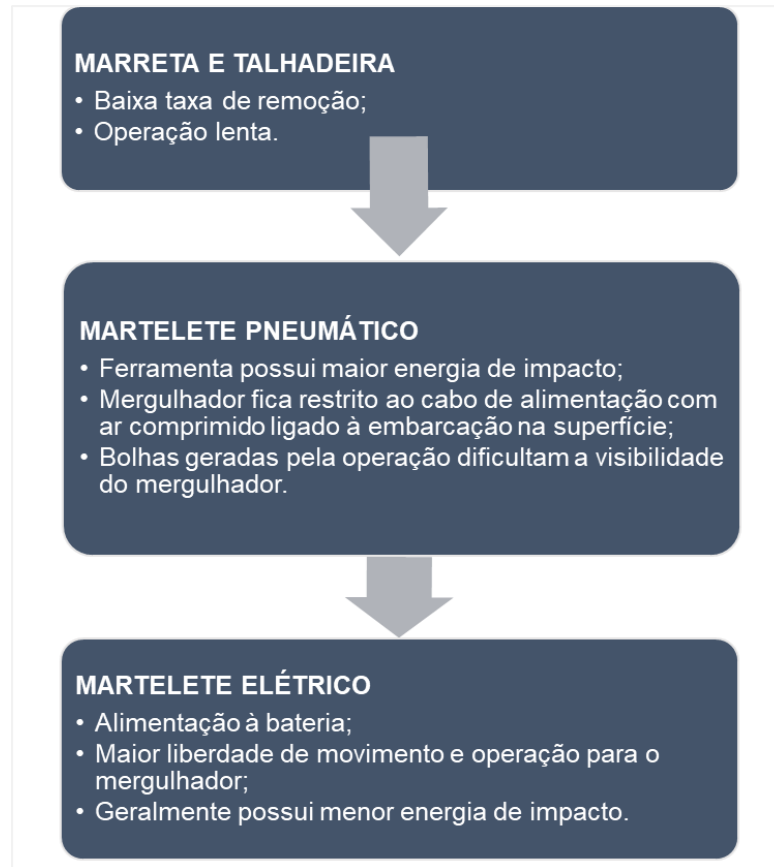 MARRETA E TALHADEIRA
• Baixa taxa de remoção;
• Operação lenta.
MARTELETE PNEUMÁTICO
• Ferramenta possui maior energia de impacto;
• Mergulhador fica restrito ao cabo de alimentação com
ar comprimido ligado à embarcação na superfície;
• Bolhas geradas pela operação dificultam a visibilidade
do mergulhador.
MARTELETE ELÉTRICO
• Alimentação à bateria;
• Maior liberdade de movimento e operação para o
mergulhador;
• Geralmente possui menor energia de impacto.